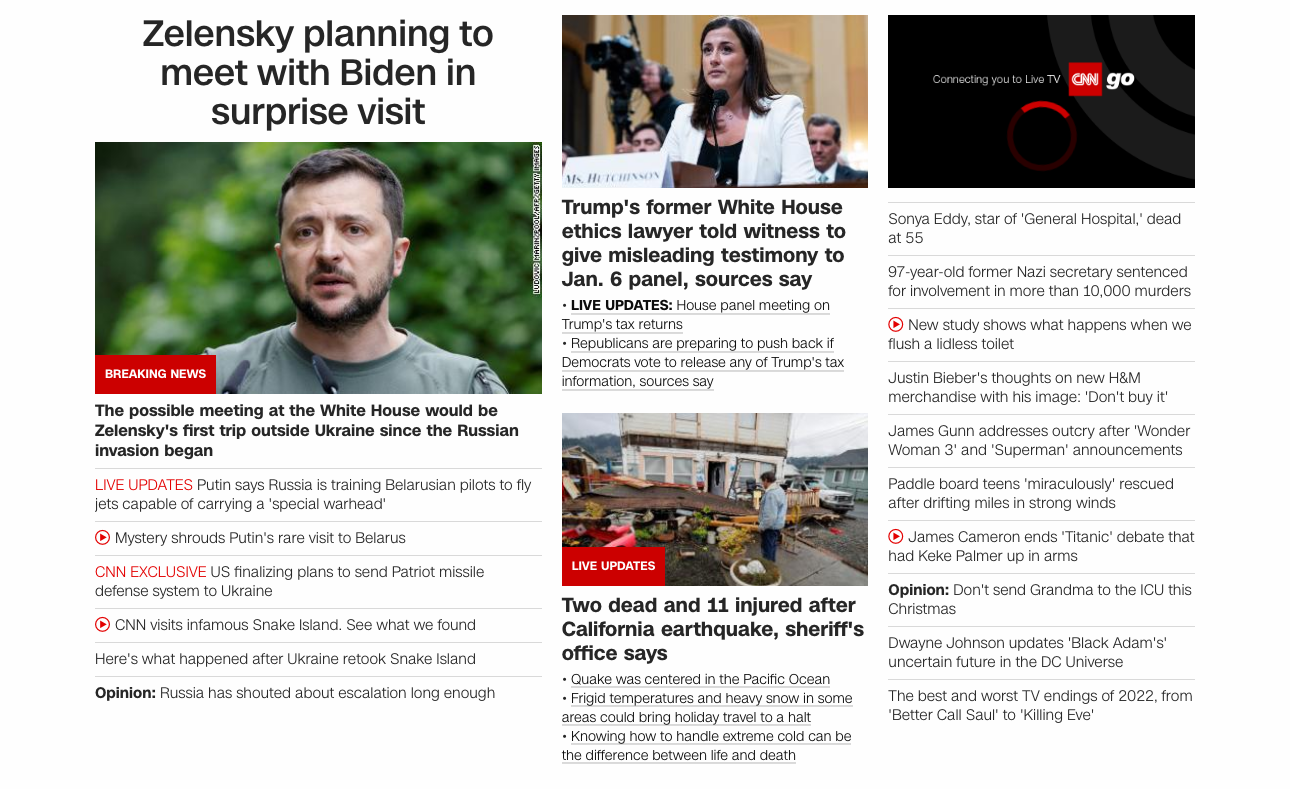 Zelensky planning to
meet with Biden in
surprise visit
LUDOVIC MARIN/POOL/AFP/GETTY IMAGES
BREAKING NEWS
The possible meeting at the White House would be
Zelensky's first trip outside Ukraine since the Russian
invasion began
LIVE UPDATES Putin says Russia is training Belarusian pilots to fly
jets capable of carrying a 'special warhead'
Mystery shrouds Putin's rare visit to Belarus
CNN EXCLUSIVE US finalizing plans to send Patriot missile
defense system to Ukraine
CNN visits infamous Snake Island. See what we found
Here's what happened after Ukraine retook Snake Island
Opinion: Russia has shouted about escalation long enough
MS. HUTCHINSON
Trump's former White House
ethics lawyer told witness to
give misleading testimony to
Jan. 6 panel, sources say
• LIVE UPDATES: House panel meeting on
Trump's tax returns
• Republicans are preparing to push back if
Democrats vote to release any of Trump's tax
information, sources say
LIVE UPDATES
Two dead and 11 injured after
California earthquake, sheriff's
office says
• Quake was centered in the Pacific Ocean
• Frigid temperatures and heavy snow in some
areas could bring holiday travel to a halt
• Knowing how to handle extreme cold can be
the difference between life and death
Connecting you to Live TV CNN go
Sonya Eddy, star of 'General Hospital,' dead
at 55
97-year-old former Nazi secretary sentenced
for involvement in more than 10,000 murders
New study shows what happens when we
flush a lidless toilet
Justin Bieber's thoughts on new H&M
merchandise with his image: 'Don't buy it'
James Gunn addresses outcry after 'Wonder
Woman 3' and 'Superman' announcements
Paddle board teens 'miraculously' rescued
after drifting miles in strong winds
James Cameron ends 'Titanic' debate that
had Keke Palmer up in arms
Opinion: Don't send Grandma to the ICU this
Christmas
Dwayne Johnson updates 'Black Adam's'
uncertain future in the DC Universe
The best and worst TV endings of 2022, from
'Better Call Saul' to 'Killing Eve'